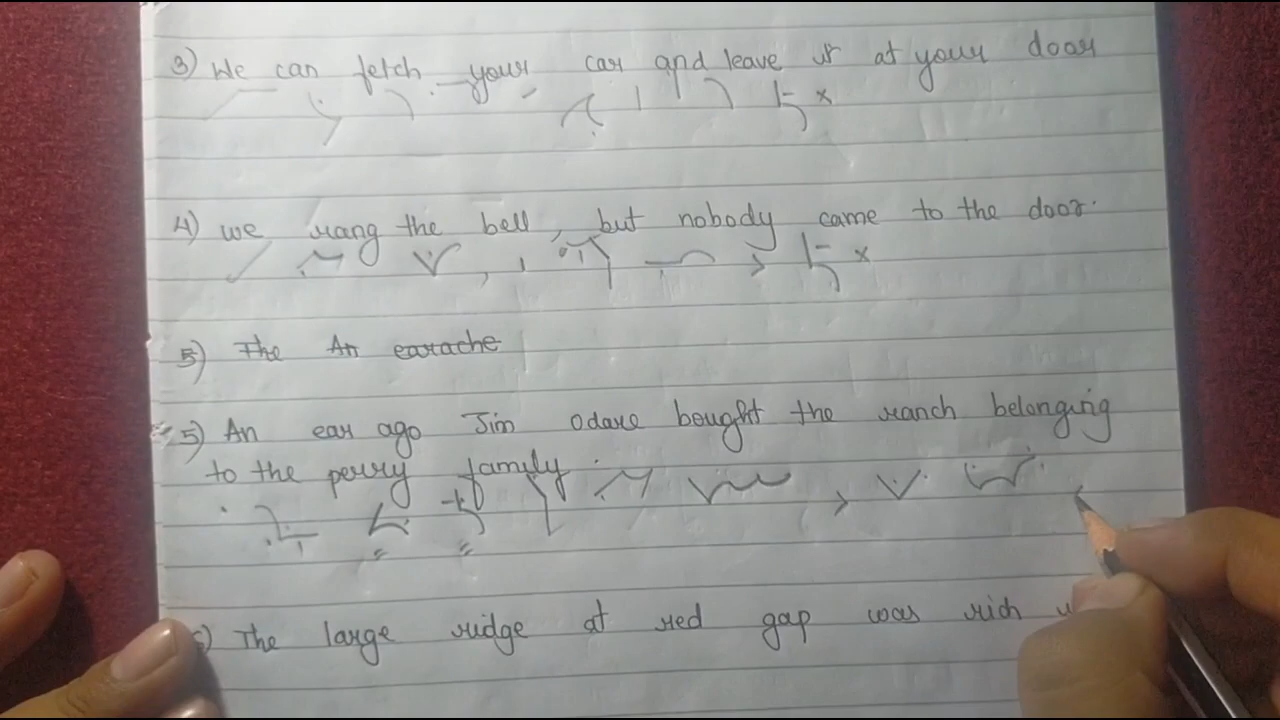 3) We can fetch your car and leave it at your door
4) we rang the bell, but nobody came to the door.
5) The An earache
5) An ear ago Jim Odare bought the ranch belonging
to the perry family.
6) The large ridge at red gap was rich